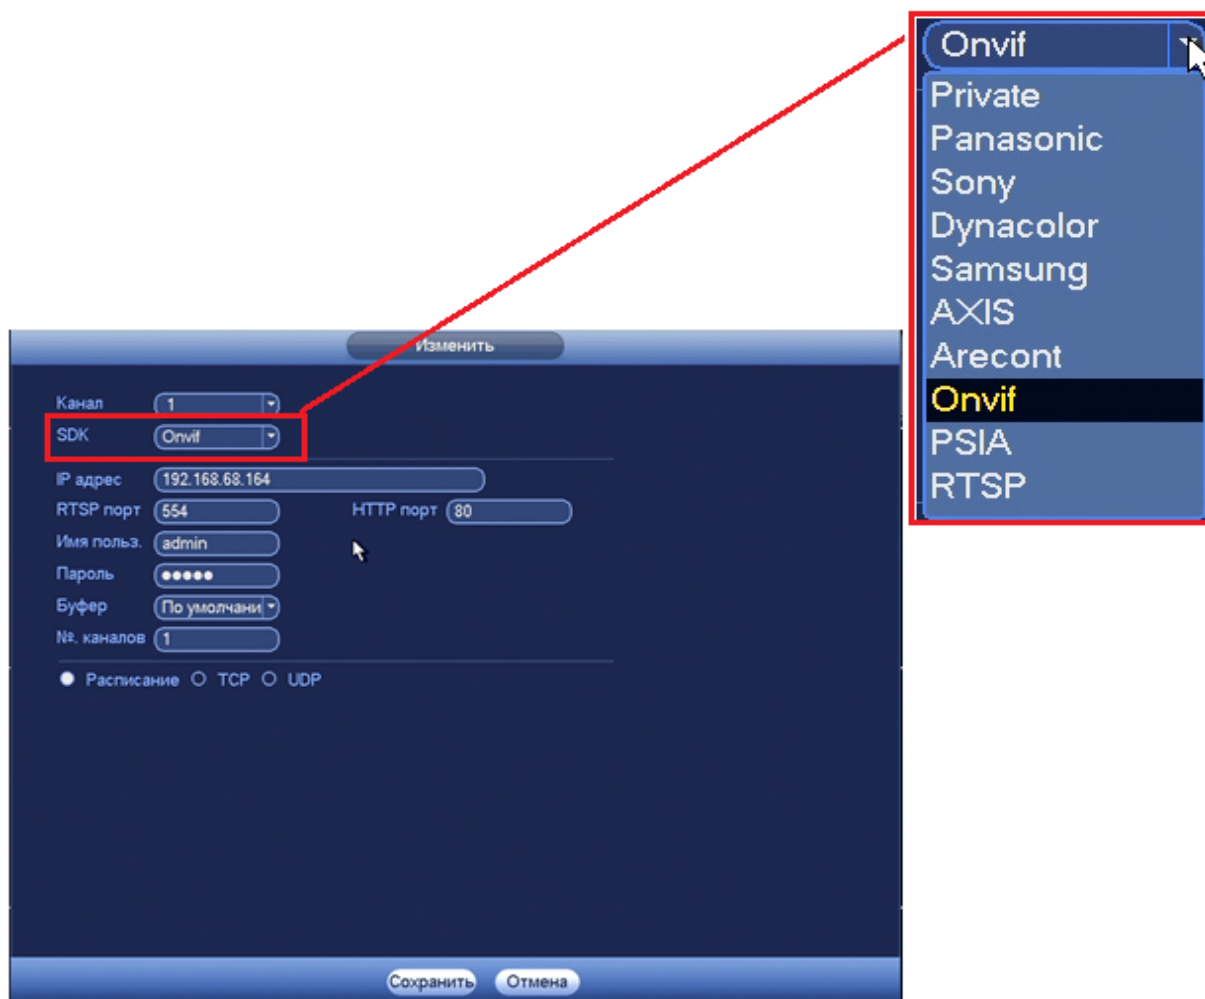 Onvif
Private
Panasonic
Sony
Dynacolor
Samsung
AXIS
Arecont
Onvif
PSIA
RTSP
Изменить
Канал 1
SDK Onvif
IP адрес 192.168.68.164
RTSP порт 554 HTTP порт 80
Имя польз. admin
Пароль •••••
Буфер По умолчани
№. каналов 1
Расписание TCP UDP
Сохранить Отмена